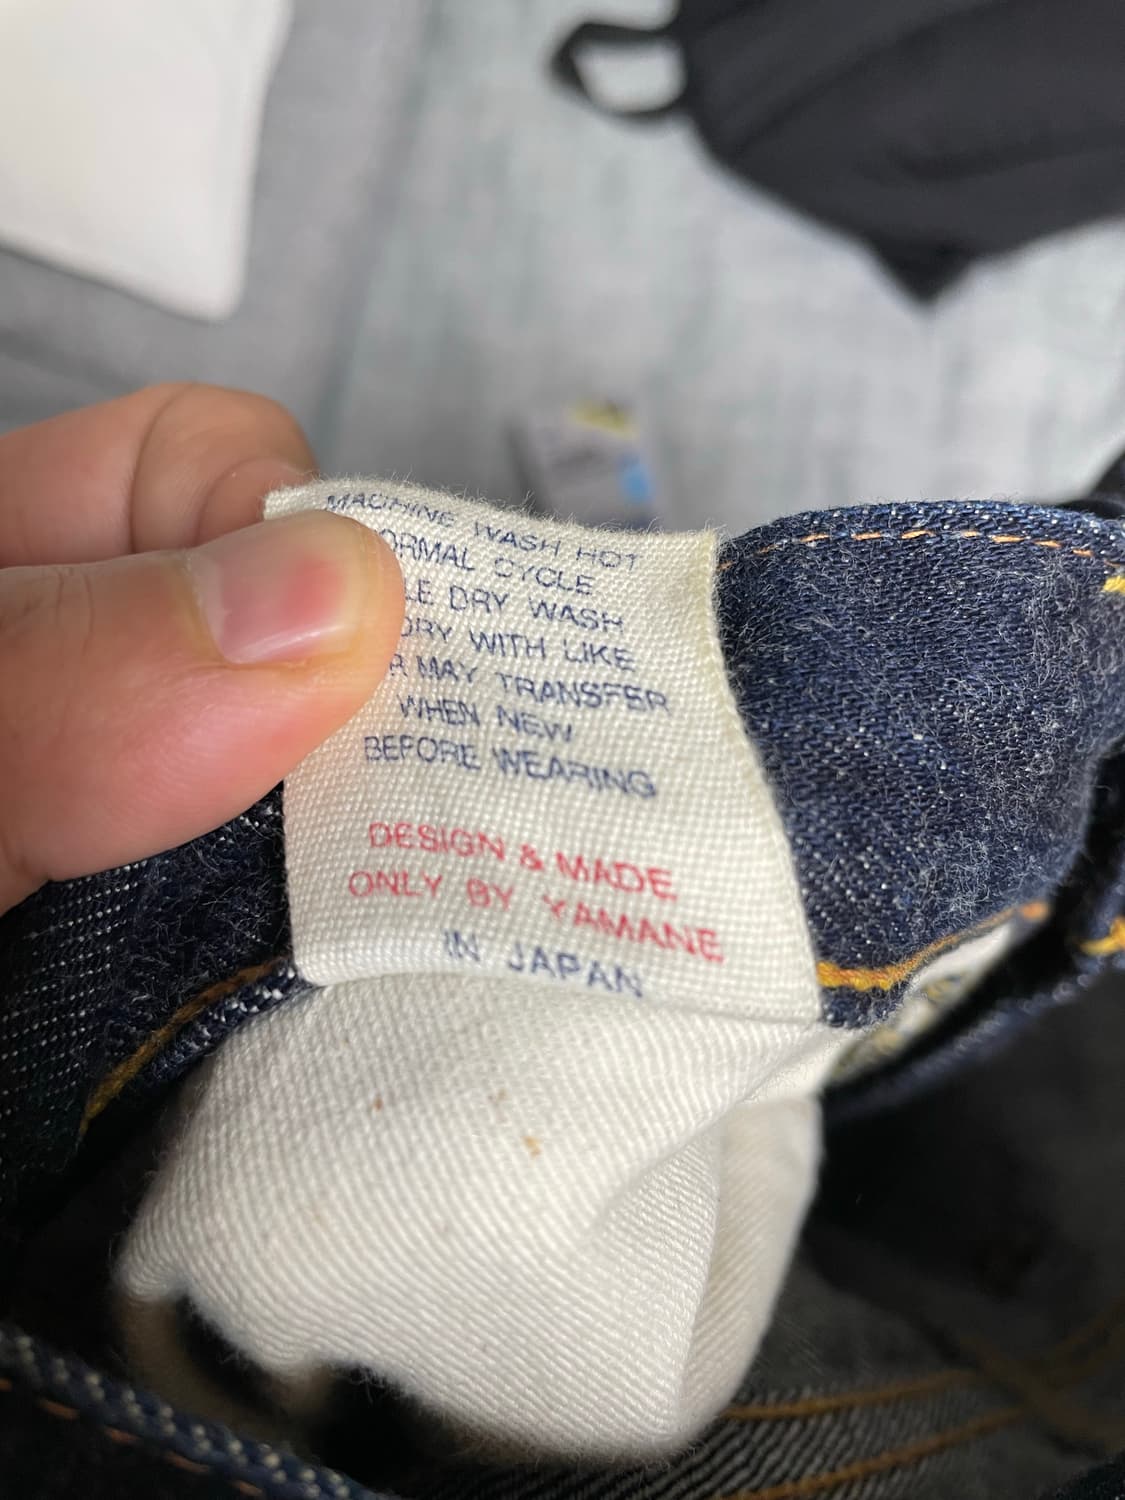 MACHINE WASH HOT
ORMAL CYCLE
LE DRY WASH
DRY WITH LIKE
R MAY TRANSFER
WHEN NEW
BEFORE WEARING
DESIGN & MADE
ONLY BY YAMANE
IN JAPAN